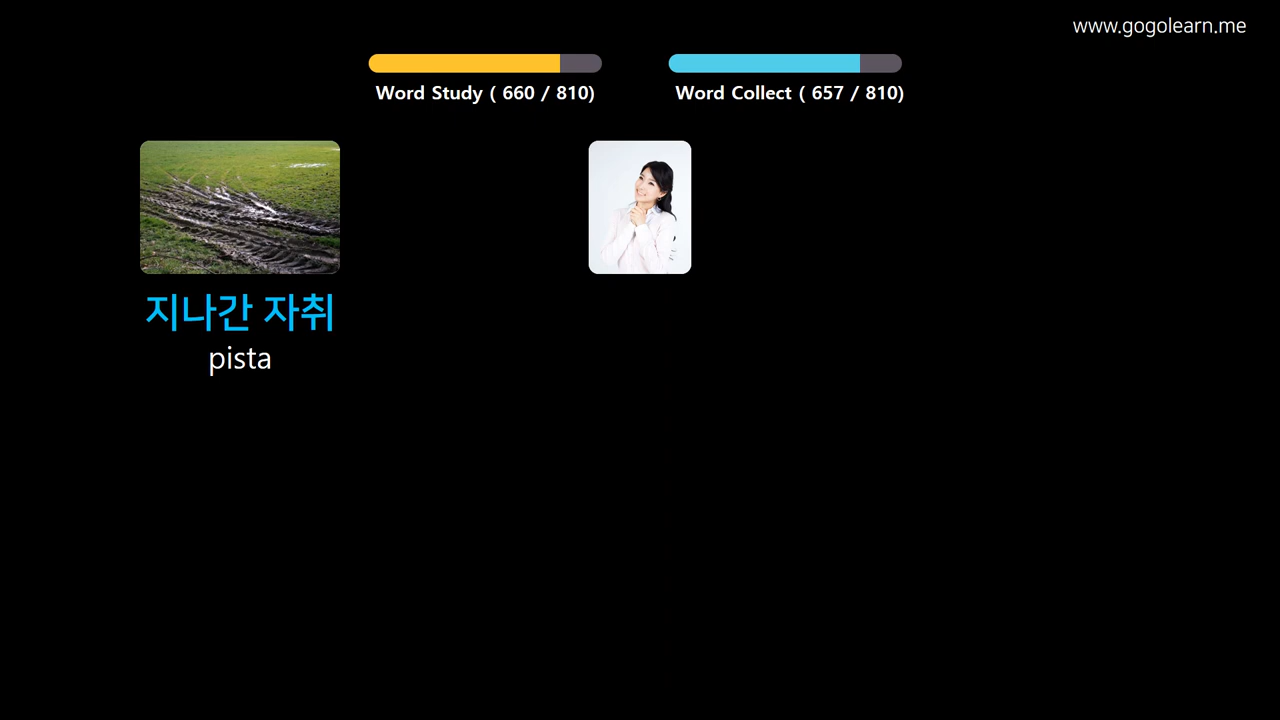 www.gogolearn.me
Word Study ( 660 / 810)
Word Collect ( 657 / 810)
지나간 자취
pista